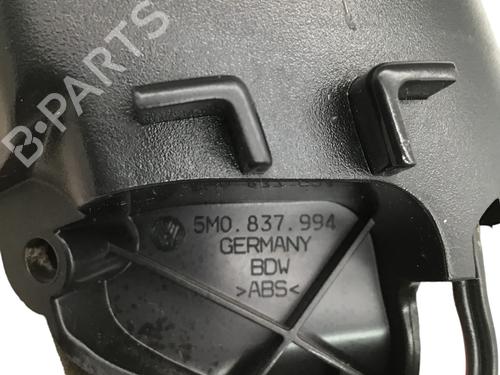 B-PARTS
5M0.837.994
GERMANY
BDW
>ABS<